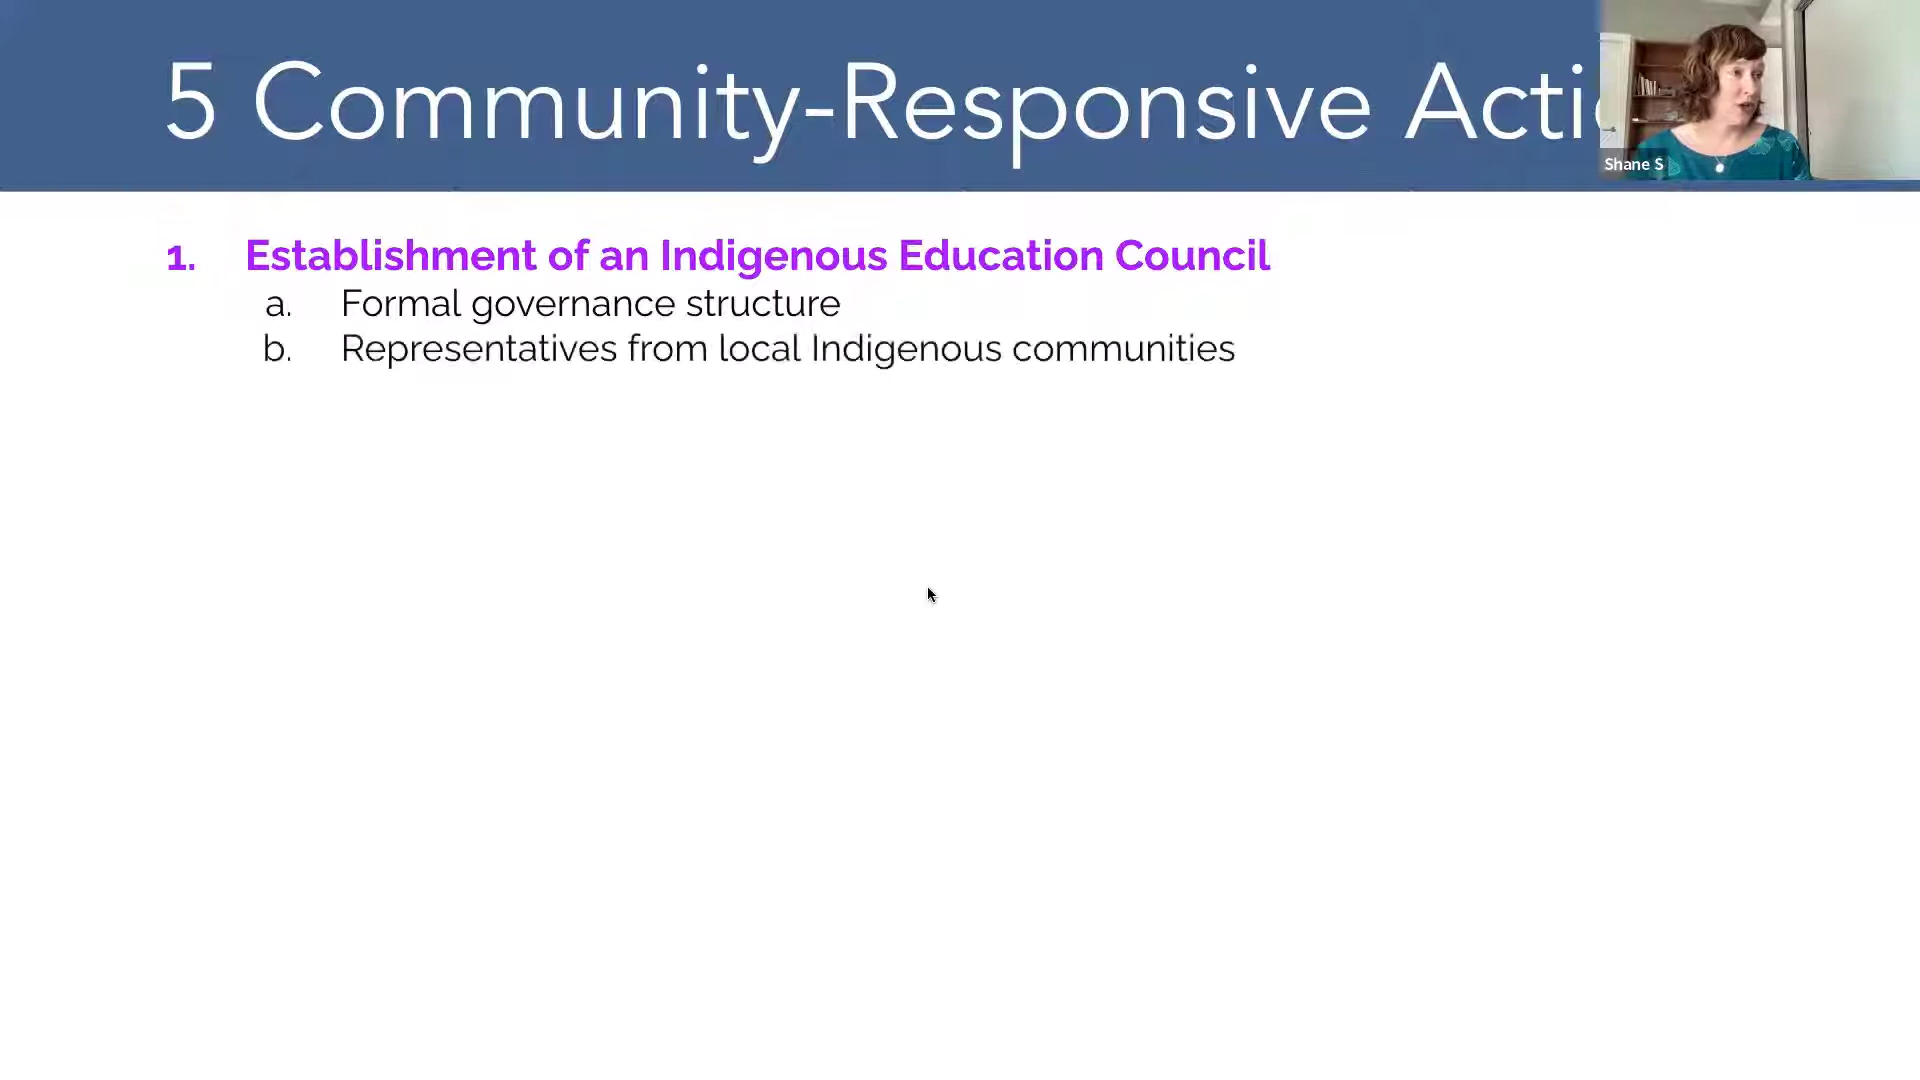 5 Community-Responsive Acti
Shane S
1. Establishment of an Indigenous Education Council
a. Formal governance structure
b. Representatives from local Indigenous communities